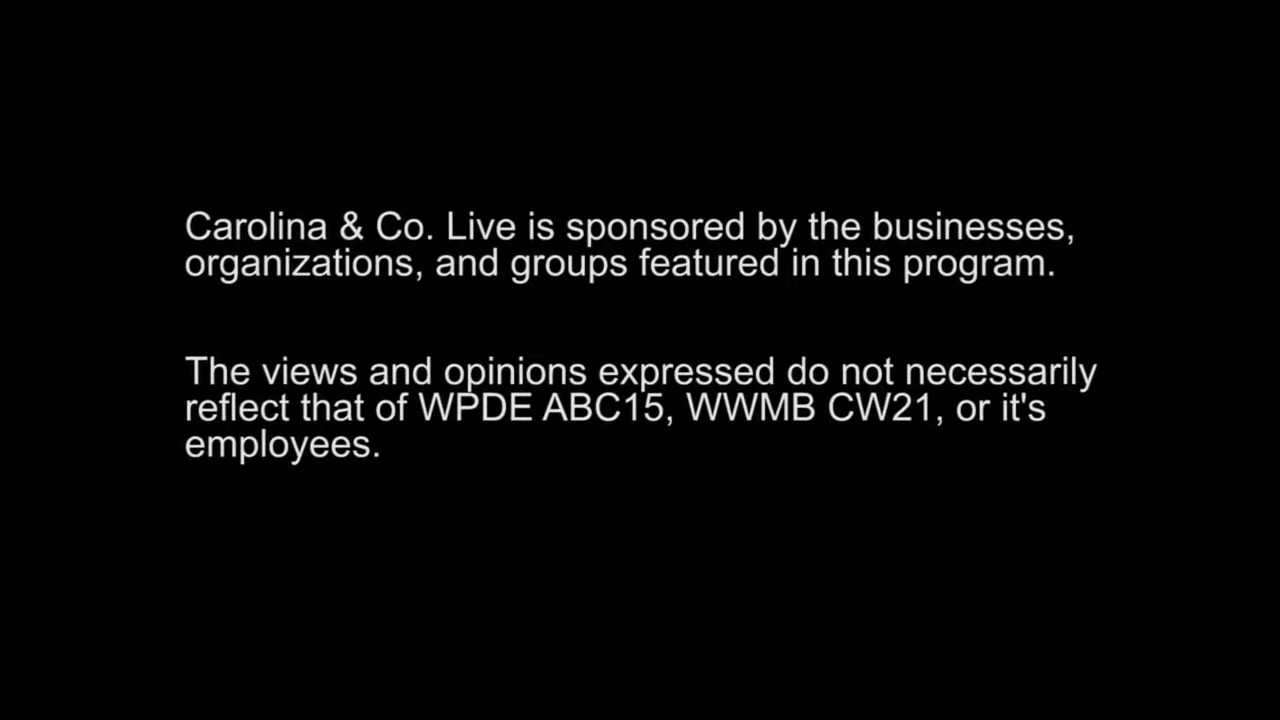 Carolina & Co. Live is sponsored by the businesses,
organizations, and groups featured in this program.
The views and opinions expressed do not necessarily
reflect that of WPDE ABC15, WWMB CW21, or it's
employees.